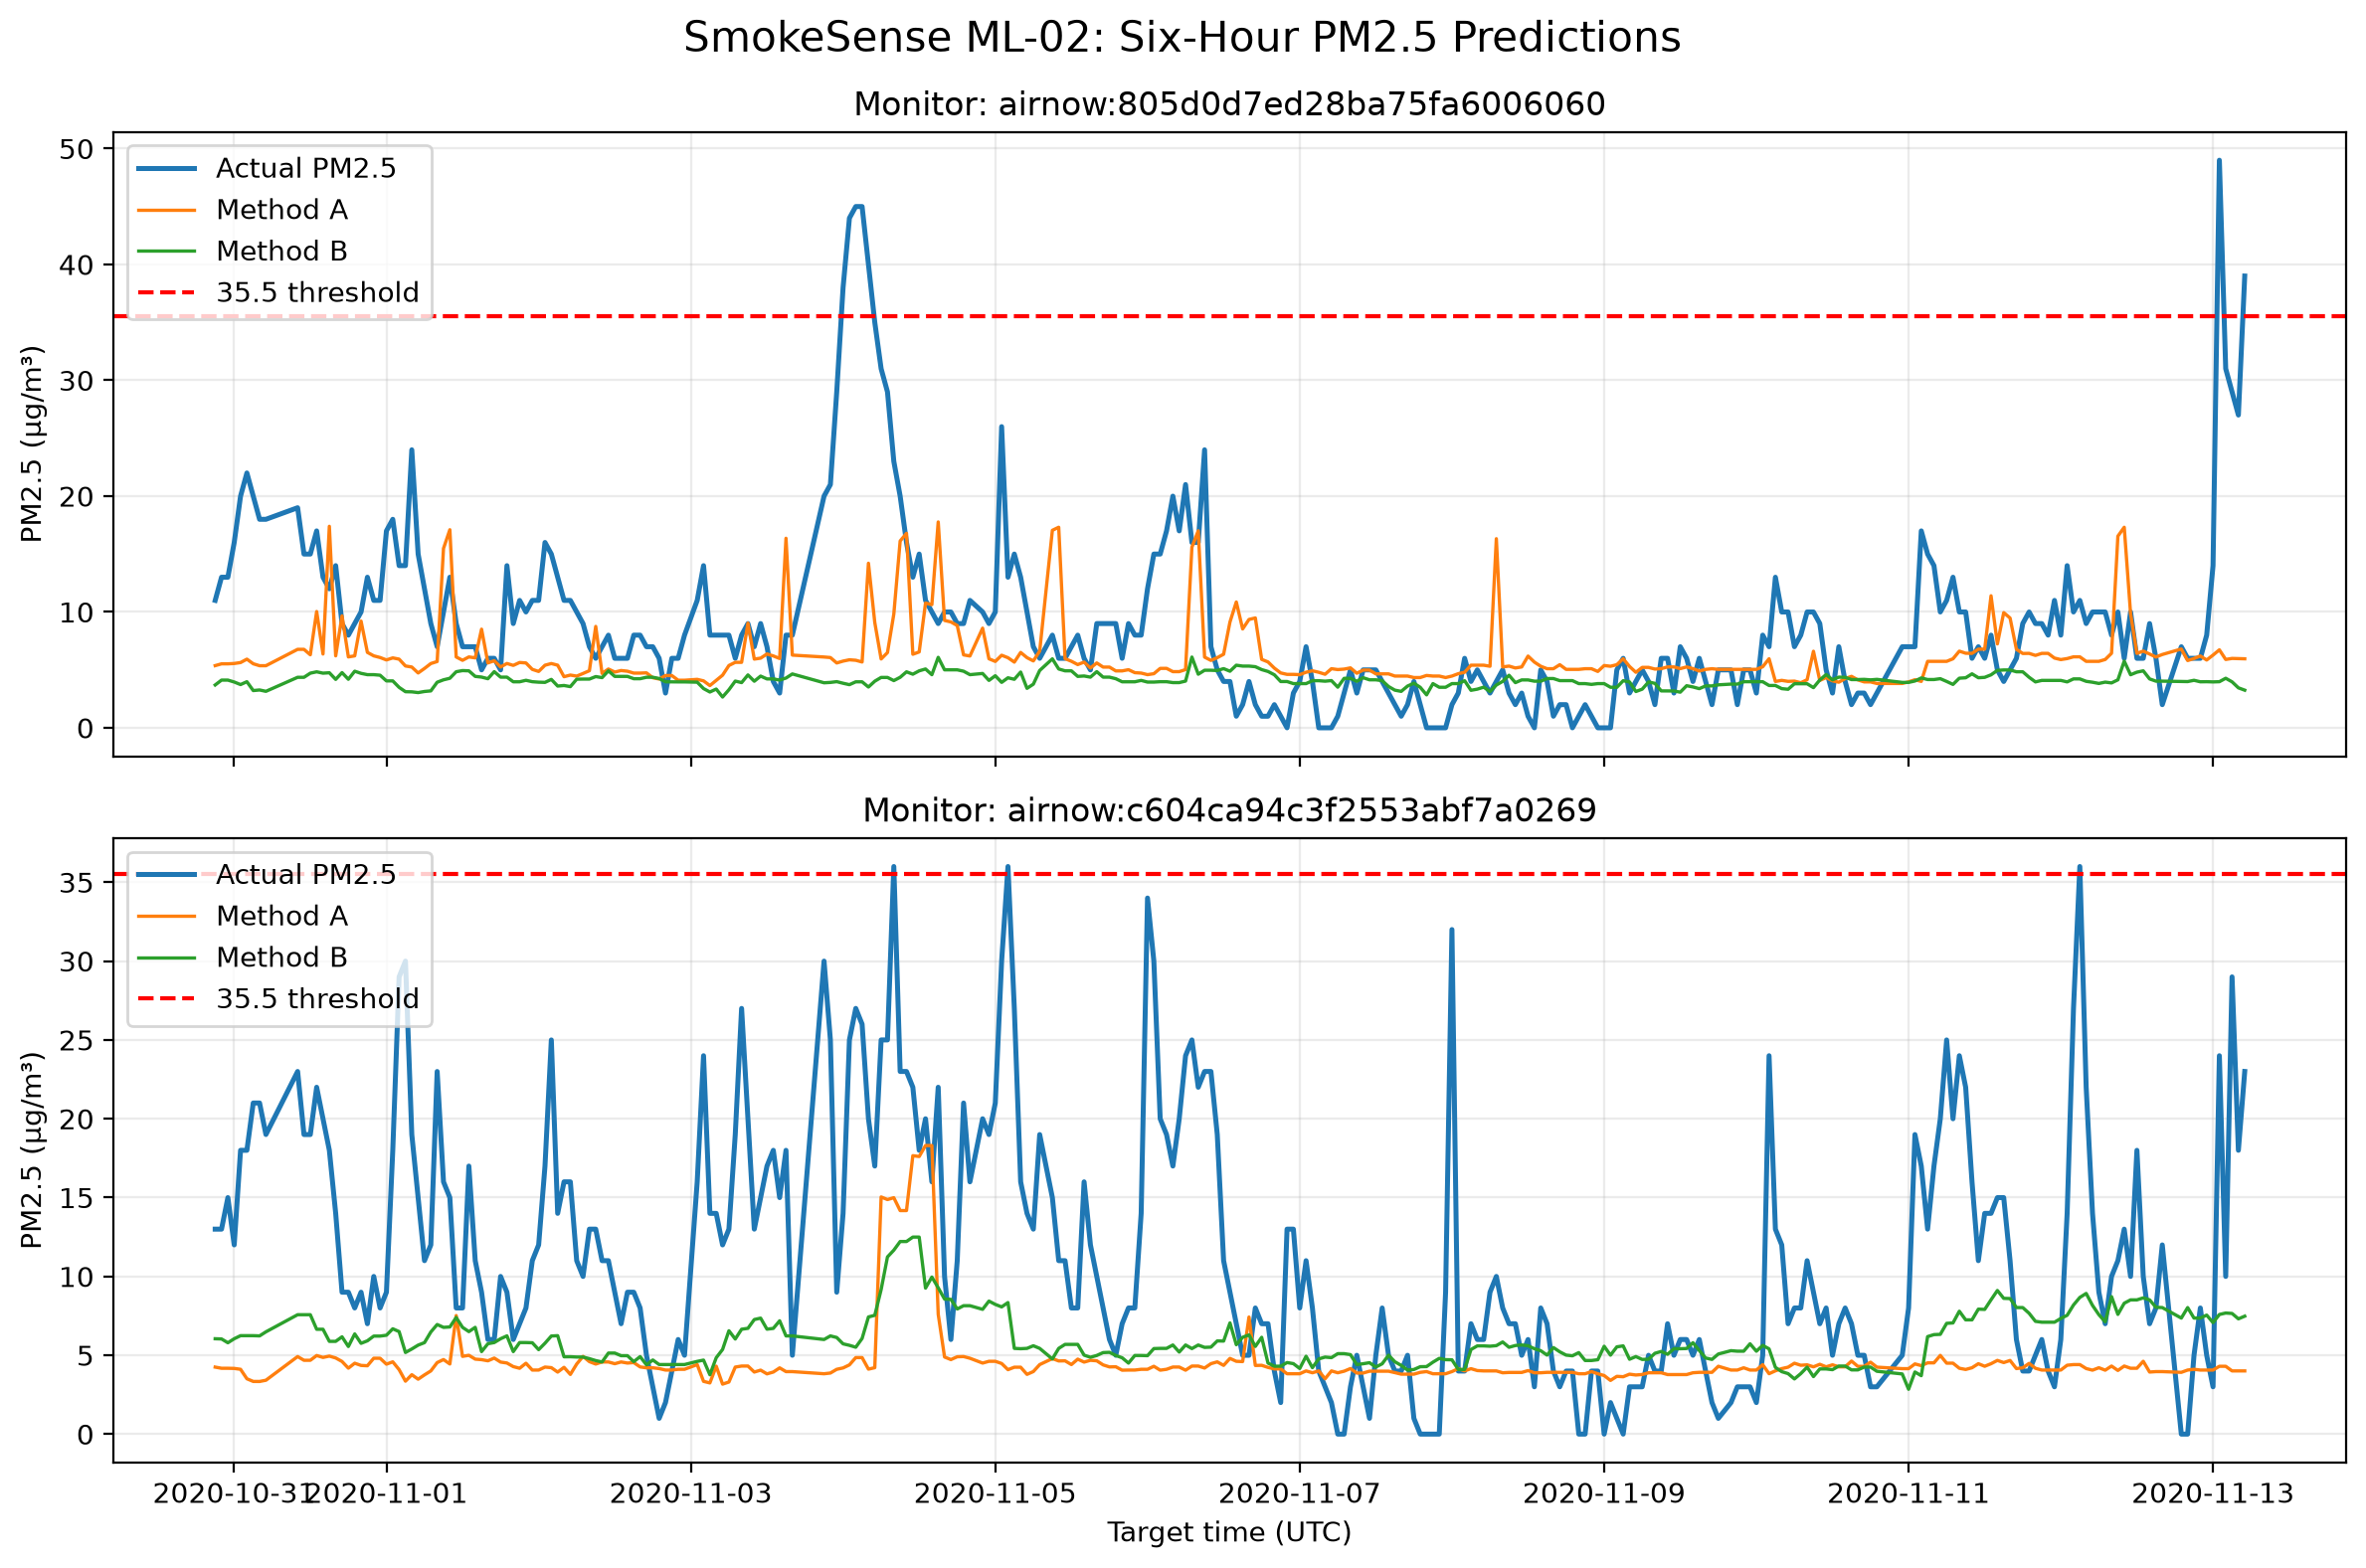 SmokeSense ML-02: Six-Hour PM2.5 Predictions
Monitor: airnow:805d0d7ed28ba75fa6006060
50
40
30
20
10
0
PM2.5 (µg/m³)
Actual PM2.5
Method A
Method B
35.5 threshold
Monitor: airnow:c604ca94c3f2553abf7a0269
35
30
25
20
15
10
5
0
PM2.5 (µg/m³)
Actual PM2.5
Method A
Method B
35.5 threshold
2020-10-31 2020-11-01 2020-11-03 2020-11-05 2020-11-07 2020-11-09 2020-11-11 2020-11-13
Target time (UTC)